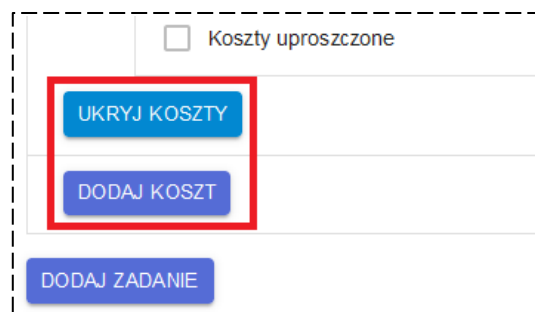 Koszty uproszczone
UKRYJ KOSZTY
DODAJ KOSZT
DODAJ ZADANIE